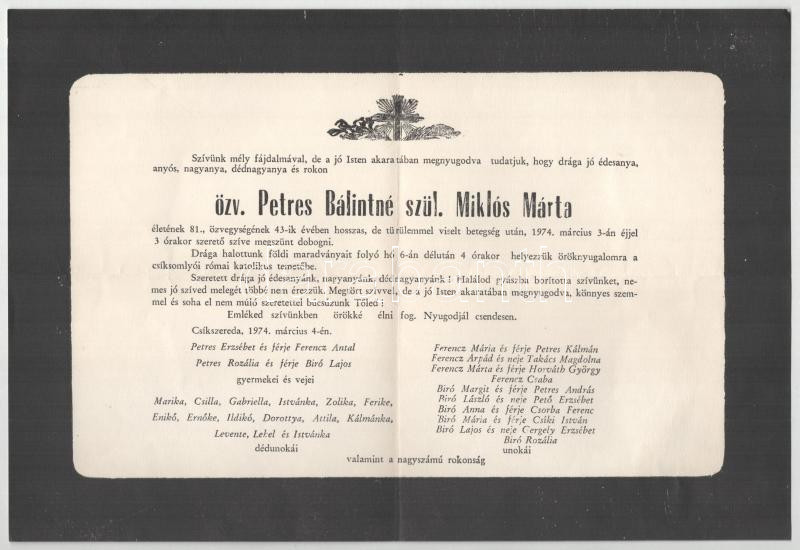 Szívünk mély fájdalmával, de a jó Isten akaratában megnyugodva tudatjuk, hogy drága jó édesanya,
anyós, nagyanya, dédnagyanya és rokon
özv. Petres Bálintné szül. Miklós Márta
életének 81., özvegységének 43-ik évében hosszas, de türelemmel viselt betegség után, 1974. március 3-án éjjel
3 órakor szerető szíve megszünt dobogni.
Drága halottunk földi maradványait folyó hó 6-án délután 4 órakor helyezzük öröknyugalomra a
csíksomlyói római katolikus temetőbe.
Szeretett drága jó édesanyánk, nagyanyánk dédnagyanyánk! Halálod gyászba borította szívünket, ne-
mes jó szíved melegét többé nem érezzük. Megtört szívvel, de a jó Isten akaratában megnyugodva, könnyes szem-
mel és soha el nem múló szeretettel búcsúzunk Tőled!
Emléked szívünkben örökké élni fog. Nyugodjál csendesen.
Csíkszereda, 1974. március 4-én.
Petres Erzsébet és férje Ferencz Antal
Petres Rozália és férje Biró Lajos
gyermekei és vejei
Marika, Csilla, Gabriella, Istvánka, Zolika, Ferike,
Enikő, Ernőke, Ildikó, Dorottya, Attila, Kálmánka,
Levente, Lehel és Istvánka
dédunokái
Ferencz Mária és férje Petres Kálmán
Ferencz Árpád és neje Takács Magdolna
Ferencz Márta és férje Horváth György
Ferencz Csaba
Biró Margit és férje Petres András
Biró László és neje Pető Erzsébet
Biró Anna és férje Csorba Ferenc
Biró Mária és férje Csiki István
Biró Lajos és neje Gergely Erzsébet
Biró Rozália
unokái
valamint a nagyszámú rokonság